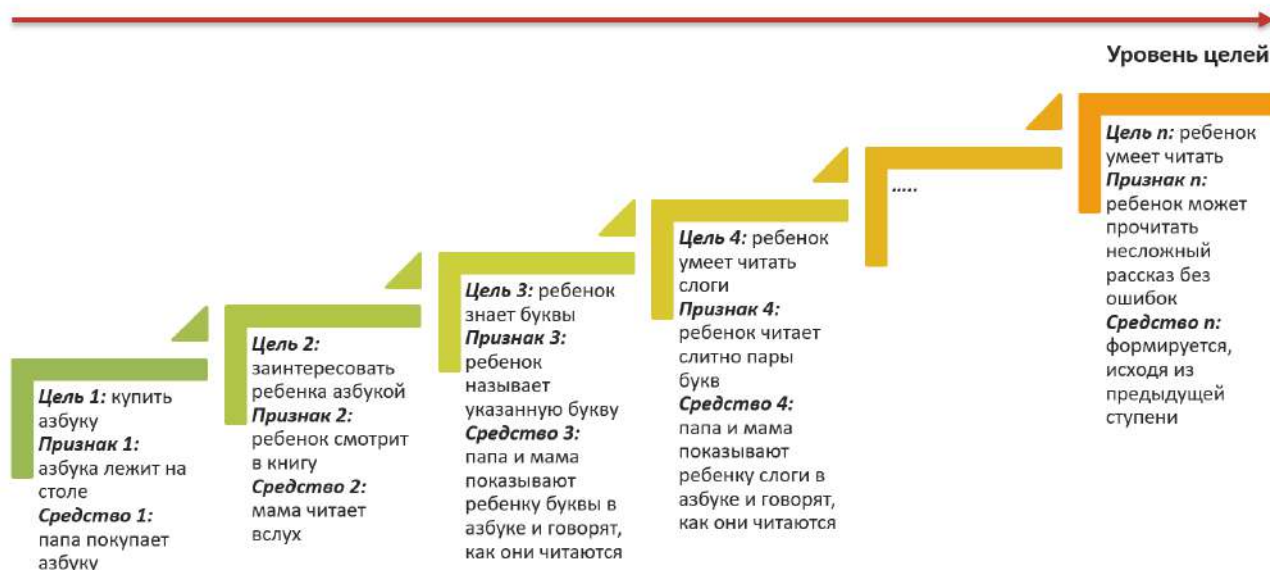 Уровень целей
Цель 1: купить
азбуку
Признак 1:
азбука лежит на
столе
Средство 1:
папа покупает
азбуку
Цель 2:
заинтересовать
ребенка азбукой
Признак 2:
ребенок смотрит
в книгу
Средство 2:
мама читает
вслух
Цель 3: ребенок
знает буквы
Признак 3:
ребенок
называет
указанную букву
Средство 3:
папа и мама
показывают
ребенку буквы в
азбуке и говорят,
как они читаются
Цель 4: ребенок
умеет читать
слоги
Признак 4:
ребенок читает
слитно пары
букв
Средство 4:
папа и мама
показывают
ребенку слоги в
азбуке и говорят,
как они читаются
.....
Цель n: ребенок
умеет читать
Признак n:
ребенок может
прочитать
несложный
рассказ без
ошибок
Средство n:
формируется,
исходя из
предыдущей
ступени